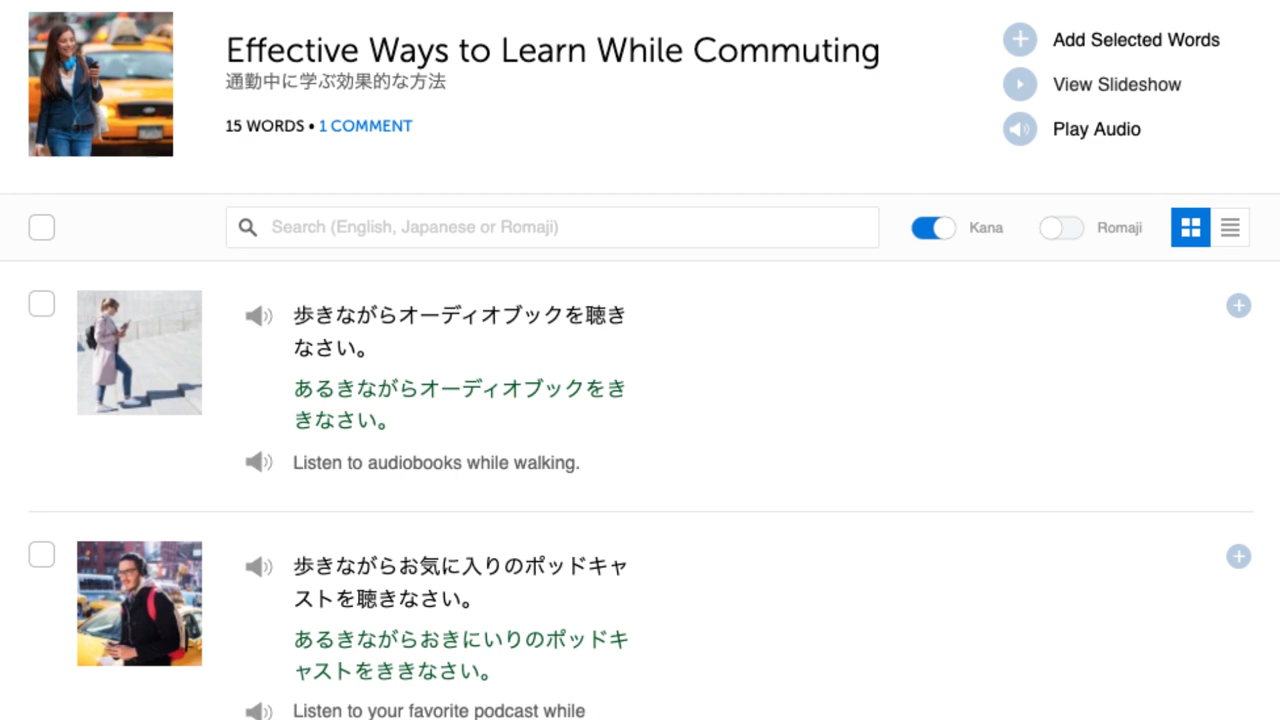 Effective Ways to Learn While Commuting
通勤中に学ぶ効果的な方法
15 WORDS • 1 COMMENT
Add Selected Words
View Slideshow
Play Audio
Search (English, Japanese or Romaji)
Kana
Romaji
歩きながらオーディオブックを聴き
なさい。
あるきながらオーディオブックをき
きなさい。
Listen to audiobooks while walking.
歩きながらお気に入りのポッドキャ
ストを聴きなさい。
あるきながらおきにいりのポッドキ
ャストをききなさい。
Listen to your favorite podcast while